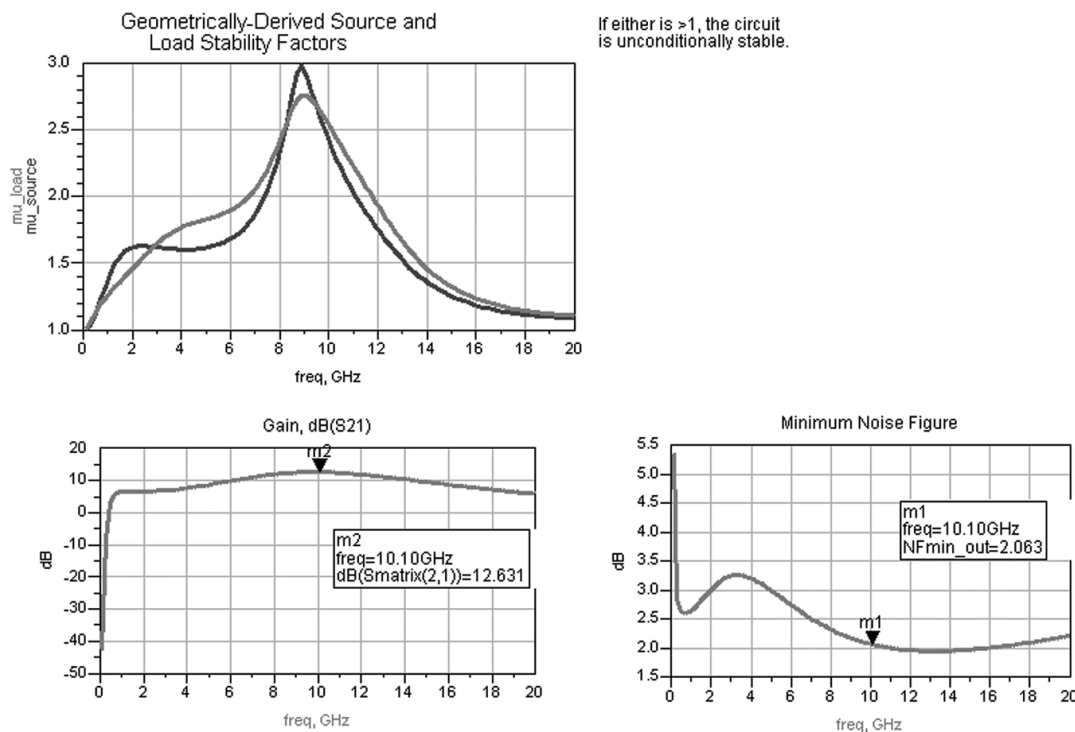 Geometrically-Derived Source and
Load Stability Factors
If either is >1, the circuit
is unconditionally stable.
3.0
2.5
2.0
1.5
1.0
mu_load
mu_source
0 2 4 6 8 10 12 14 16 18 20
freq, GHz
Gain, dB(S21)
20
10
0
-10
-20
-30
-40
-50
dB
m2
m2
freq=10.10GHz
dB(Smatrix(2,1))=12.631
0 2 4 6 8 10 12 14 16 18 20
freq, GHz
Minimum Noise Figure
5.5
5.0
4.5
4.0
3.5
3.0
2.5
2.0
1.5
dB
m1
freq=10.10GHz
NFmin_out=2.063
m1
0 2 4 6 8 10 12 14 16 18 20
freq, GHz